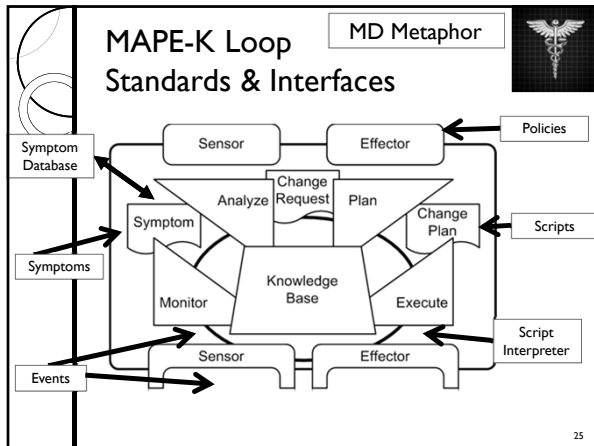 MAPE-K Loop
Standards & Interfaces
MD Metaphor
Sensor
Effector
Policies
Symptom
Database
Analyze
Change
Request
Plan
Symptom
Change
Plan
Scripts
Symptoms
Knowledge
Base
Monitor
Execute
Script
Interpreter
Sensor
Effector
Events
25